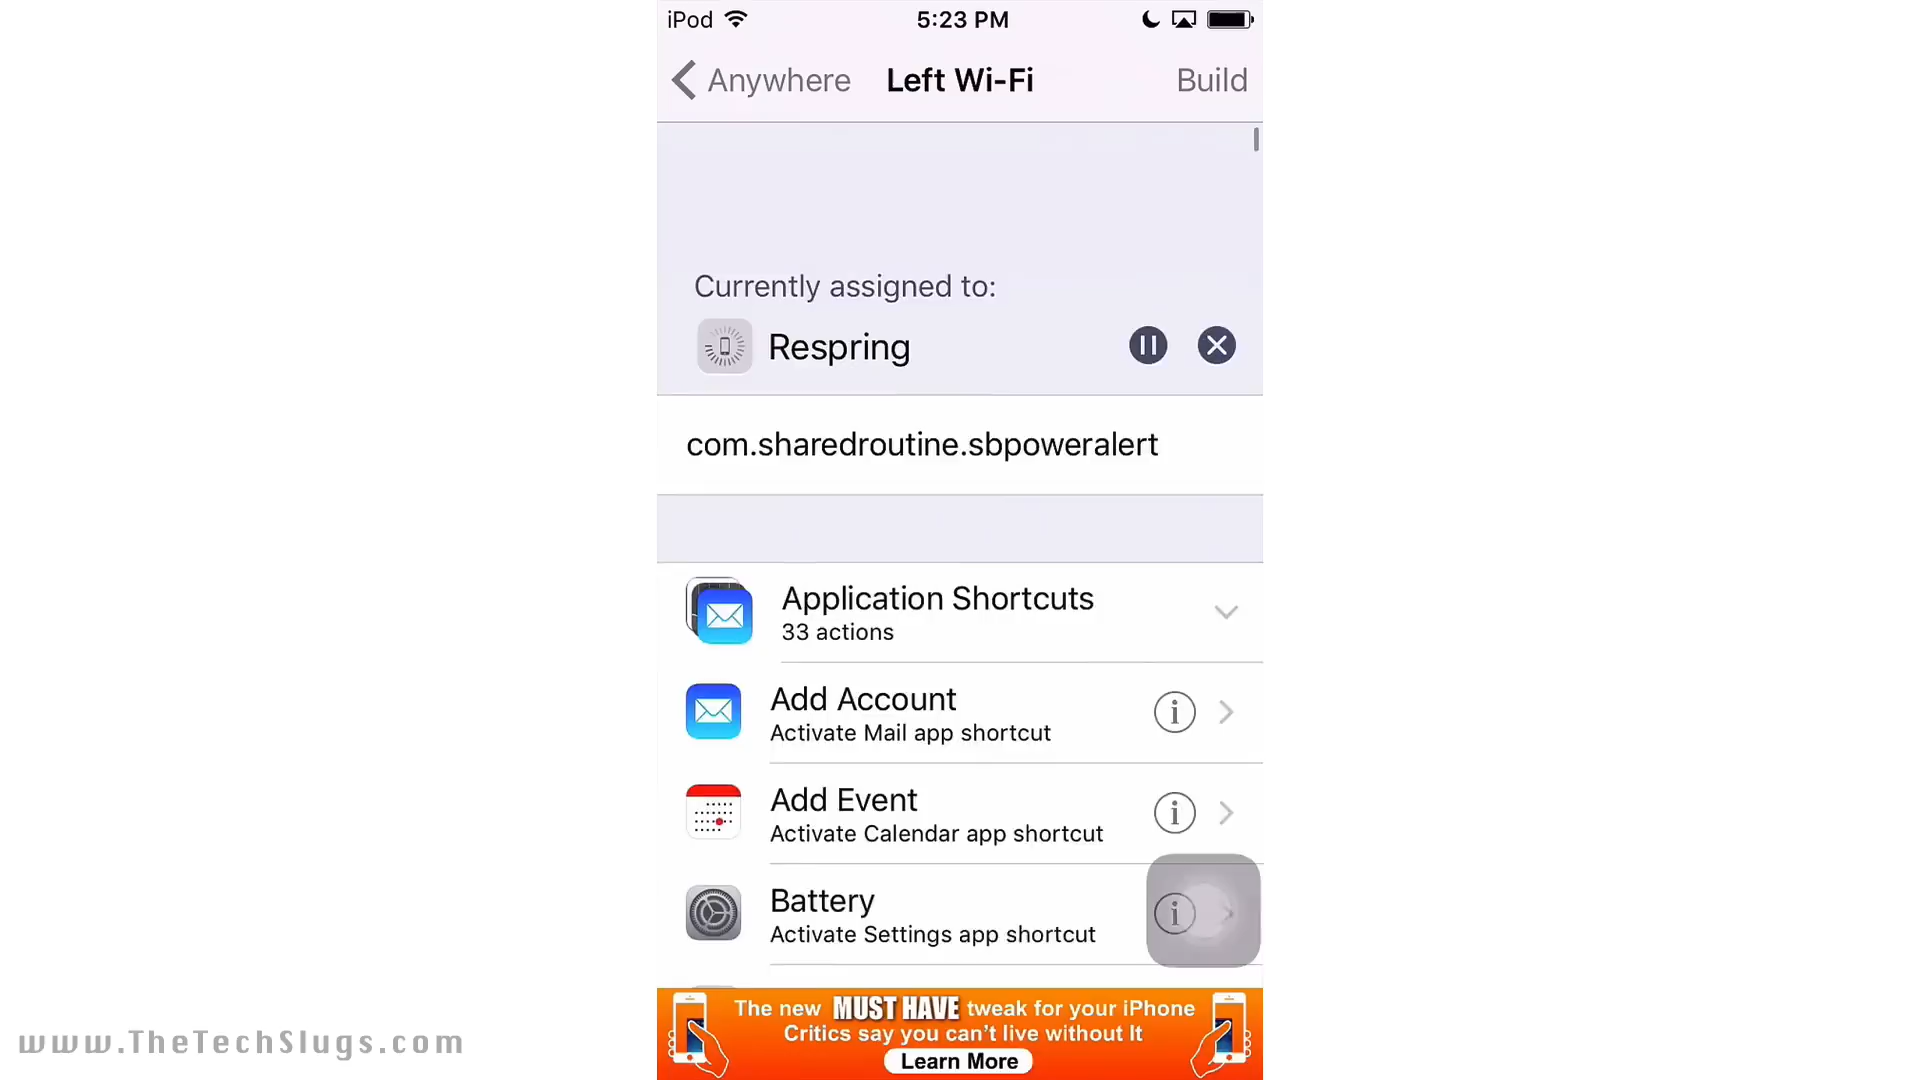 iPod 5:23 PM
Anywhere Left Wi-Fi Build
Currently assigned to:
Respring
com.sharedroutine.sbpoweralert
Application Shortcuts
33 actions
Add Account
Activate Mail app shortcut
Add Event
Activate Calendar app shortcut
Battery
Activate Settings app shortcut
The new MUST HAVE tweak for your iPhone
Critics say you can't live without It
Learn More
www.TheTechSlugs.com